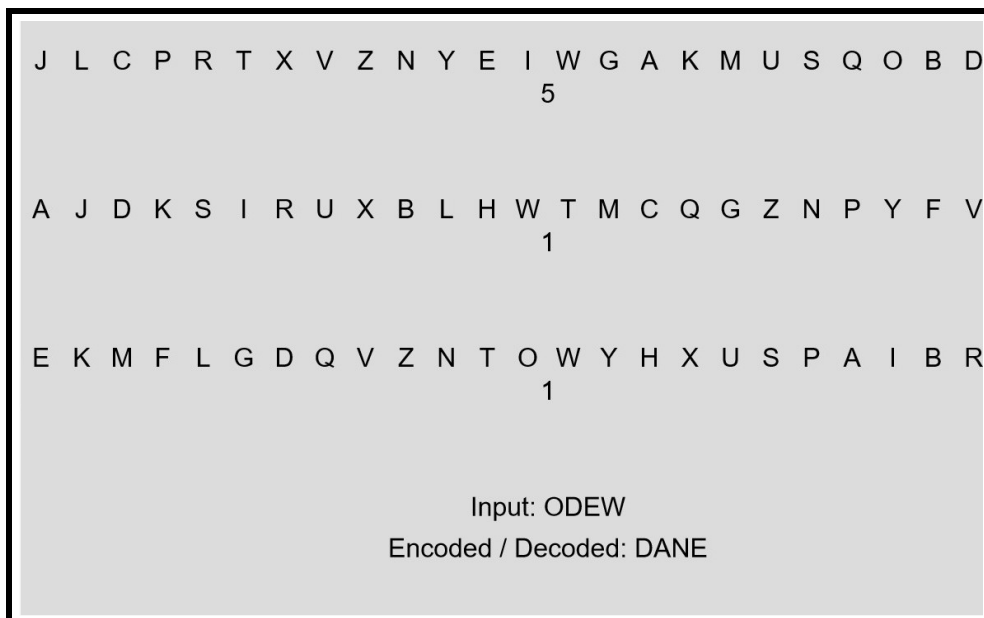 J L C P R T X V Z N Y E I W G A K M U S Q O B D
5
A J D K S I R U X B L H W T M C Q G Z N P Y F V
1
E K M F L G D Q V Z N T O W Y H X U S P A I B R
1
Input: ODEW
Encoded / Decoded: DANE